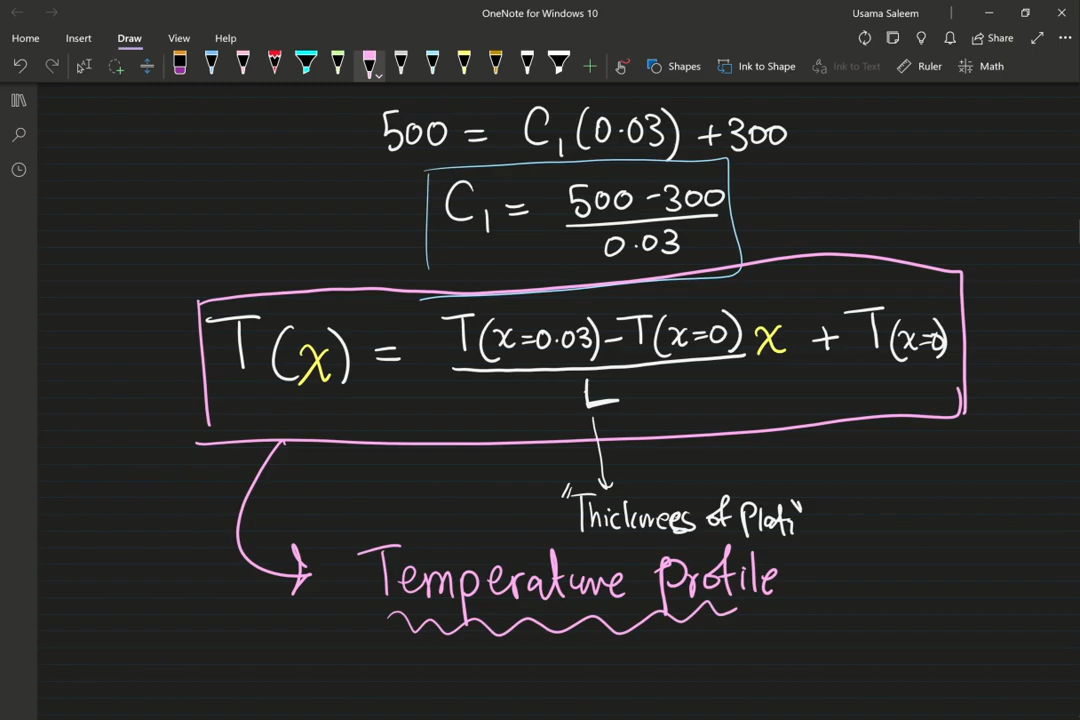 OneNote for Windows 10
Usama Saleem
Home Insert Draw View Help
Share
Shapes Ink to Shape Ink to Text Ruler Math
500 = C₁(0.03) + 300
C₁ = 500 - 300
0.03
T(x) = T(x=0.03) - T(x=0) x + T(x=0)
L
"Thickness of Plate"
Temperature profile